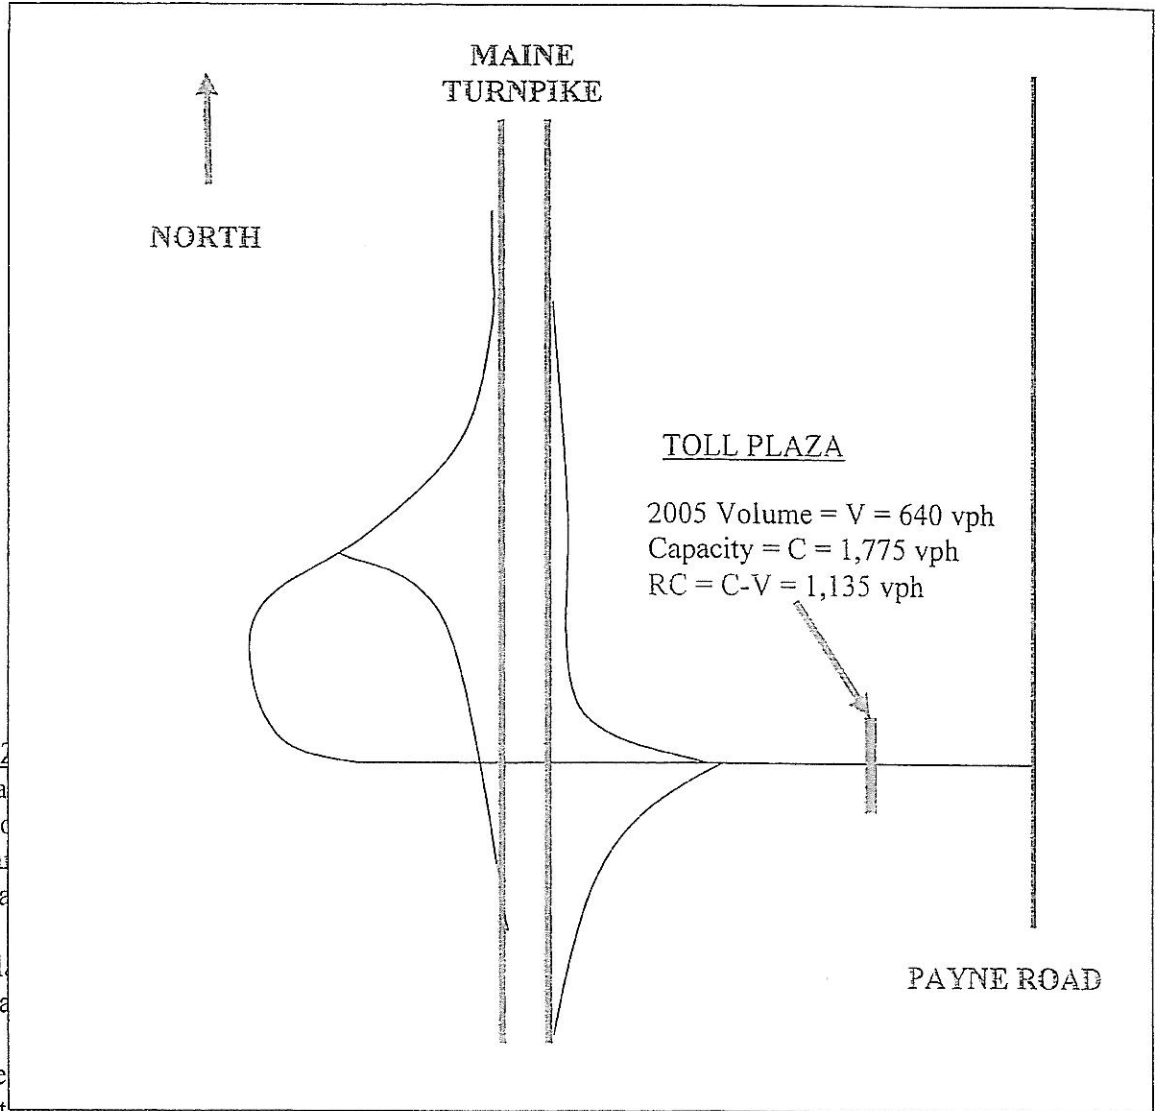 MAINE
TURNPIKE
NORTH
TOLL PLAZA
2005 Volume = V = 640 vph
Capacity = C = 1,775 vph
RC = C-V = 1,135 vph
PAYNE ROAD